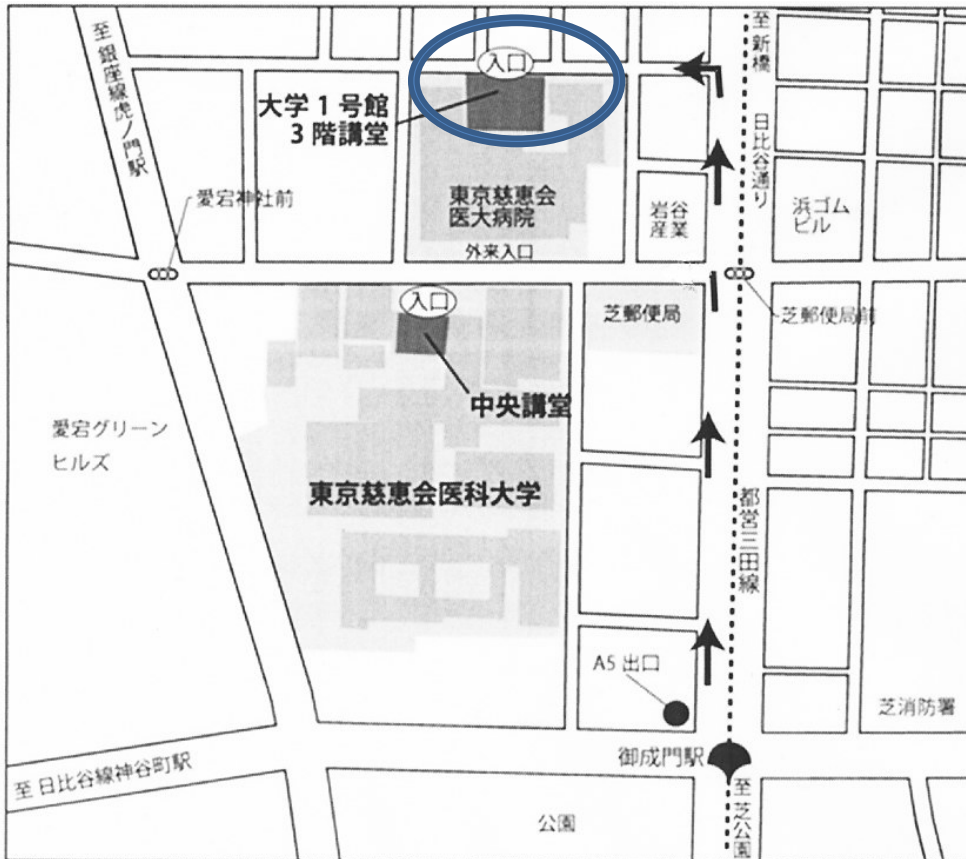 至 銀座線虎ノ門駅
入口
至 新橋
大学 1 号館
3 階講堂
日比谷通り
愛宕神社前
東京慈恵会
医大病院
岩谷
産業
浜ゴム
ビル
外来入口
入口
芝郵便局
芝郵便局前
中央講堂
愛宕グリーン
ヒルズ
東京慈恵会医科大学
都営三田線
A5 出口
芝消防署
御成門駅
至 日比谷線神谷町駅
至 芝公園
公園